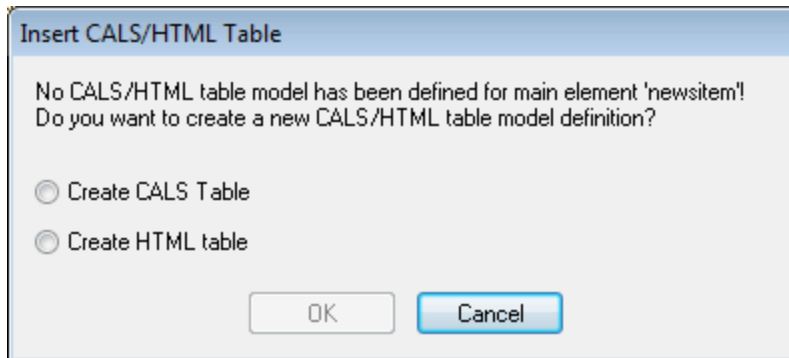 Insert CALS/HTML Table
No CALS/HTML table model has been defined for main element 'newsitem'!
Do you want to create a new CALS/HTML table model definition?
Create CALS Table
Create HTML table
OK
Cancel